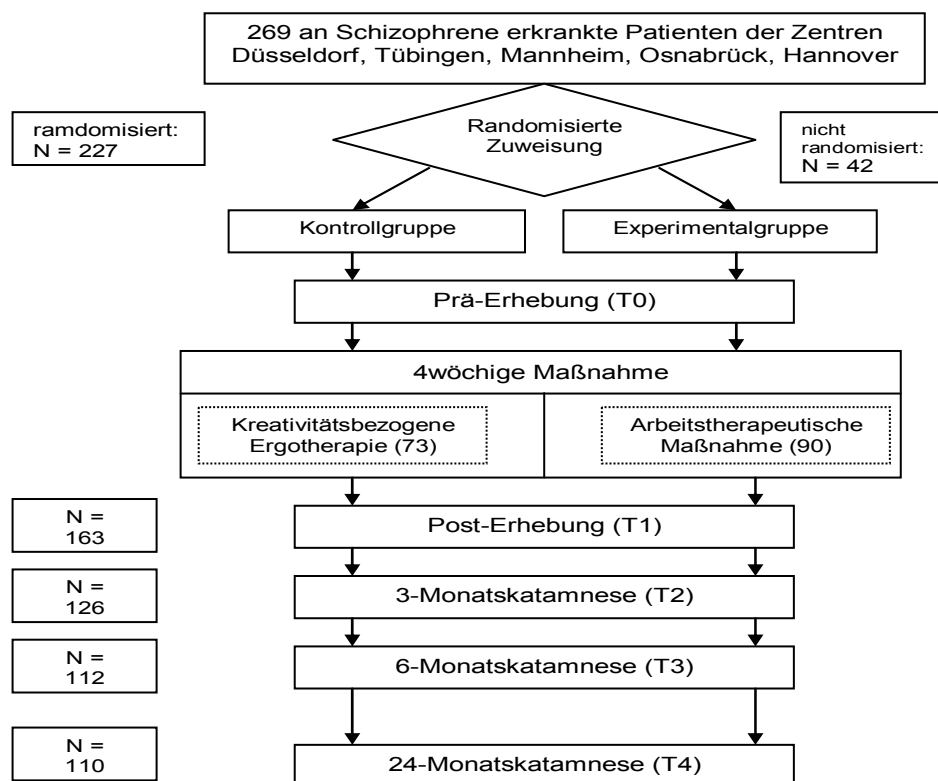 269 an Schizophrene erkrankte Patienten der Zentren
Düsseldorf, Tübingen, Mannheim, Osnabrück, Hannover
ramdomisiert:
N = 227
Randomisierte
Zuweisung
nicht
randomisiert:
N = 42
Kontrollgruppe
Experimentalgruppe
Prä-Erhebung (T0)
4wöchige Maßnahme
Kreativitätsbezogene
Ergotherapie (73)
Arbeitstherapeutische
Maßnahme (90)
N =
163
Post-Erhebung (T1)
N =
126
3-Monatskatamnese (T2)
N =
112
6-Monatskatamnese (T3)
N =
110
24-Monatskatamnese (T4)